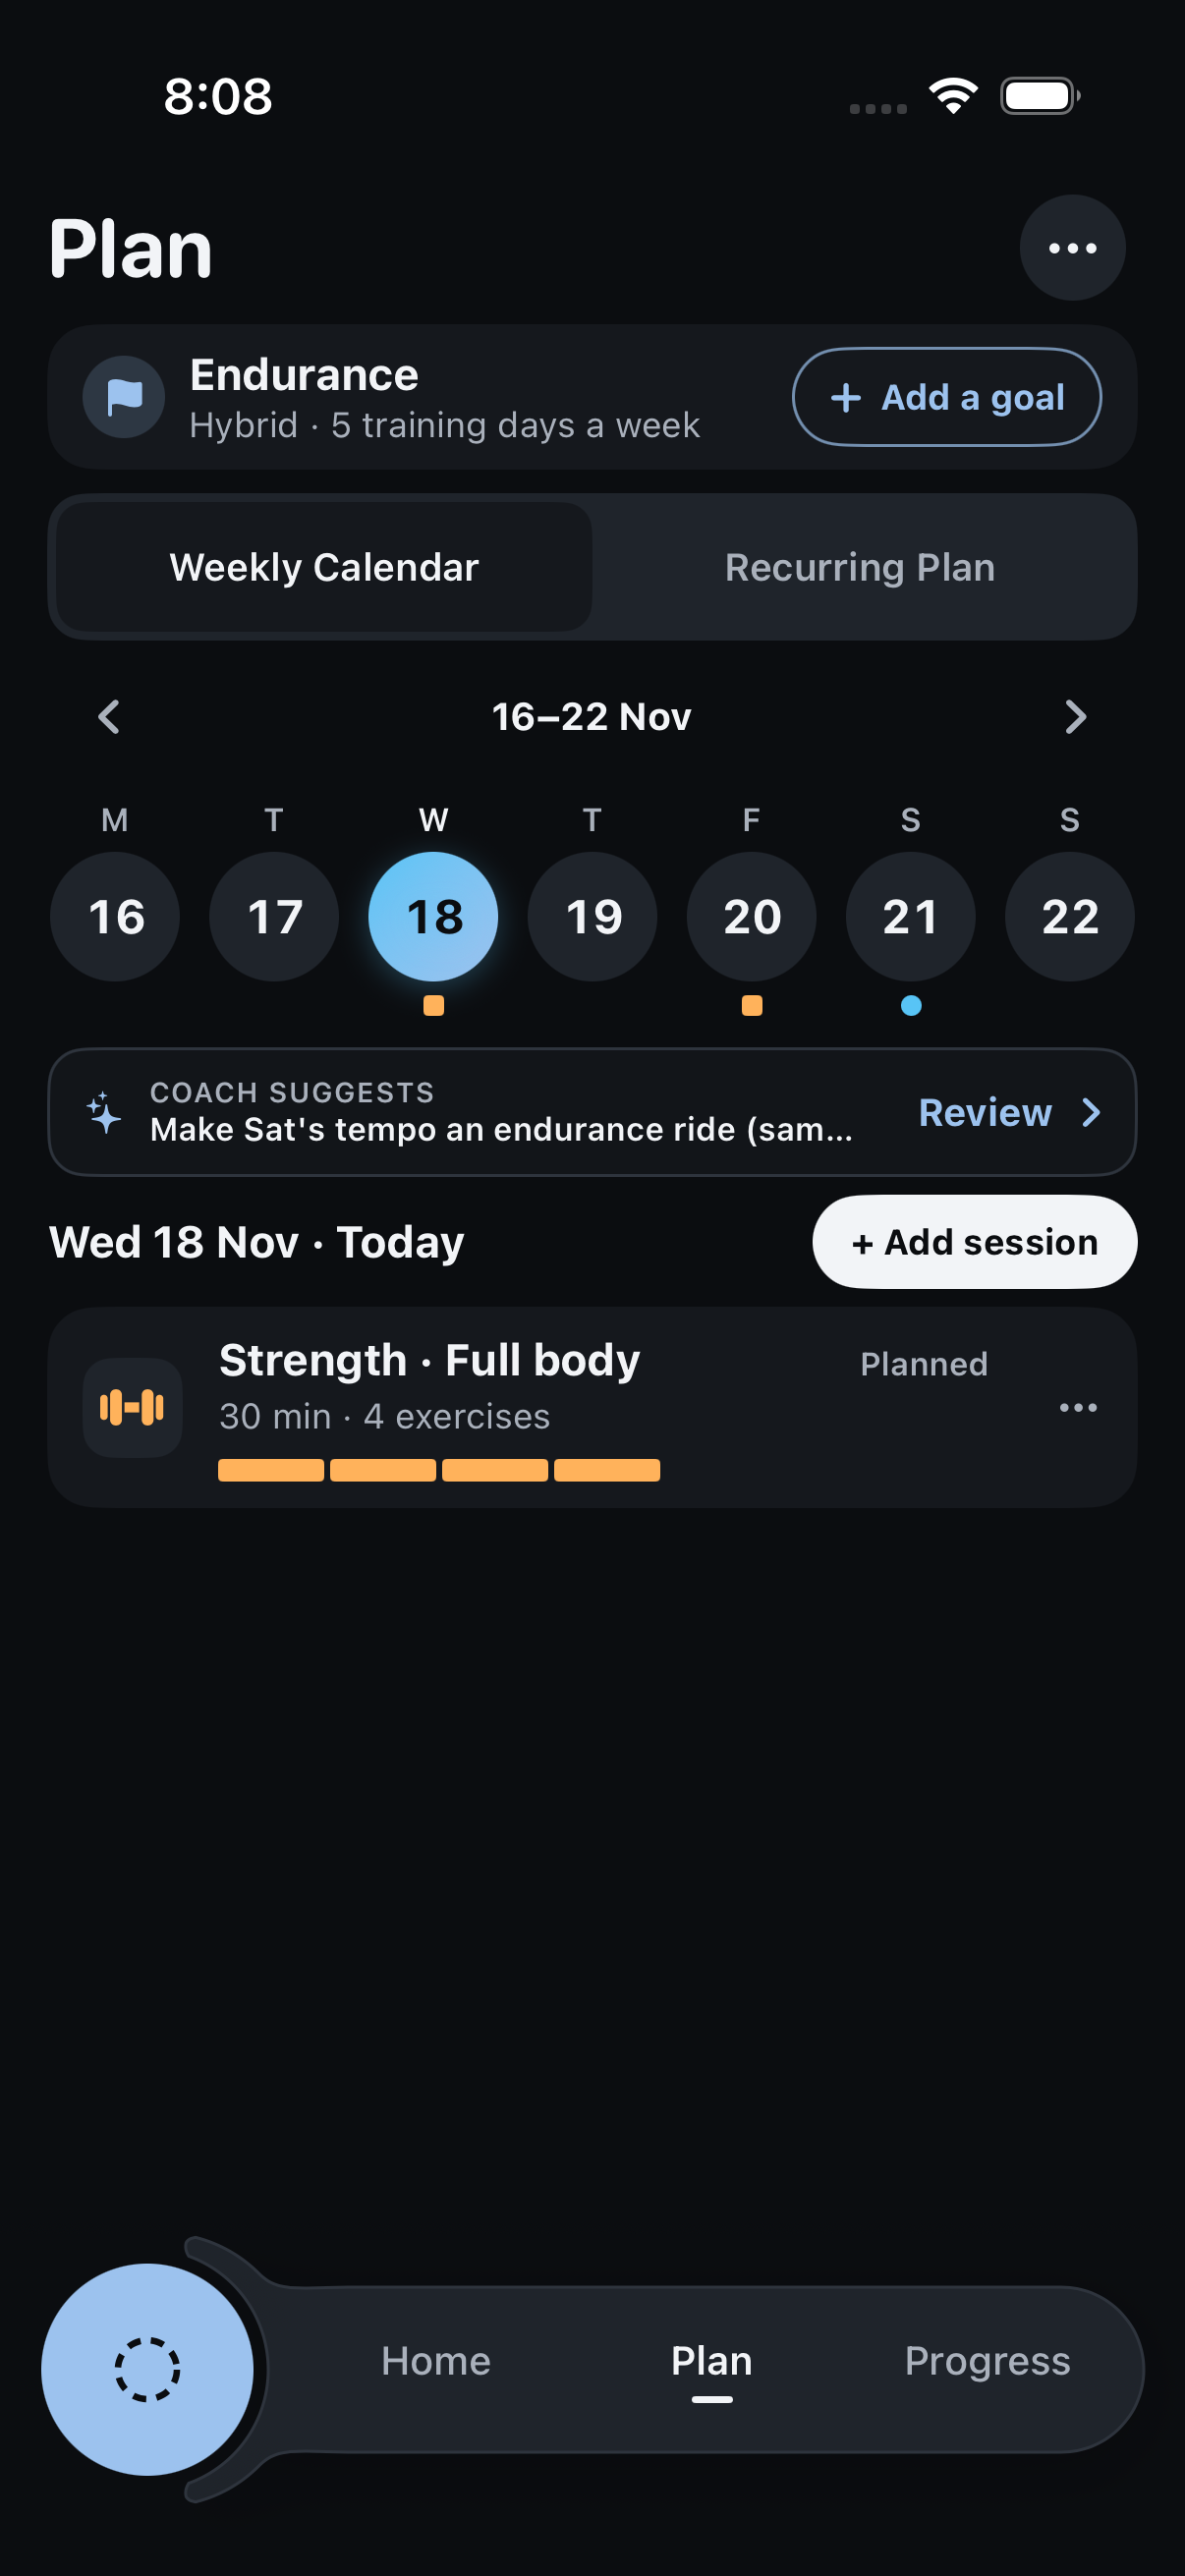 8:08
Plan
Endurance
Hybrid · 5 training days a week
+ Add a goal
Weekly Calendar
Recurring Plan
16–22 Nov
M T W T F S S
16 17 18 19 20 21 22
COACH SUGGESTS
Make Sat's tempo an endurance ride (sam...
Review
Wed 18 Nov · Today
+ Add session
Strength · Full body
Planned
30 min · 4 exercises
Home
Plan
Progress